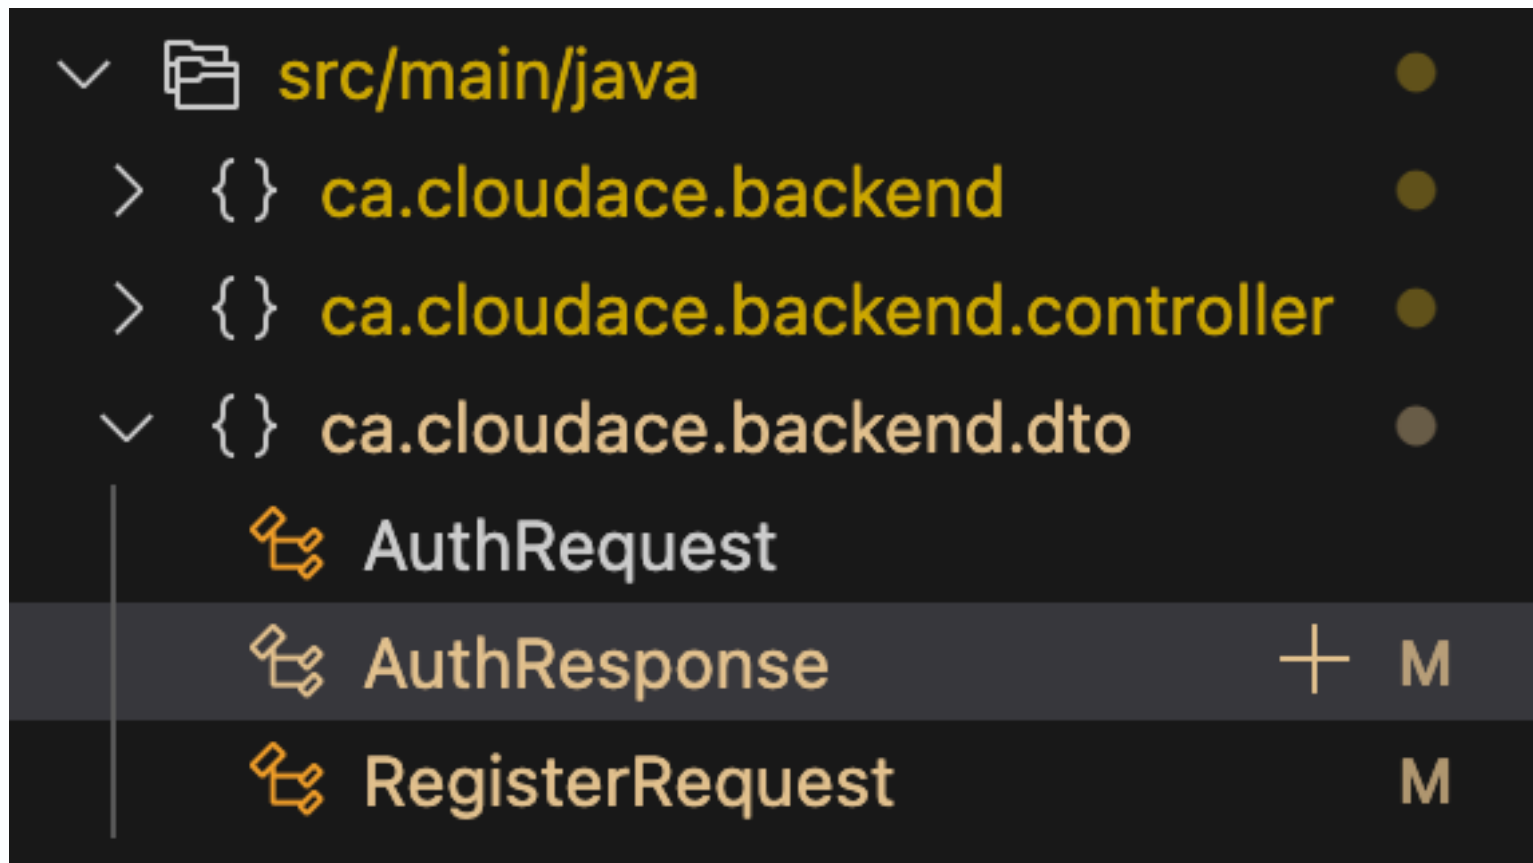 src/main/java
{} ca.cloudace.backend
{} ca.cloudace.backend.controller
{} ca.cloudace.backend.dto
AuthRequest
AuthResponse + M
RegisterRequest M